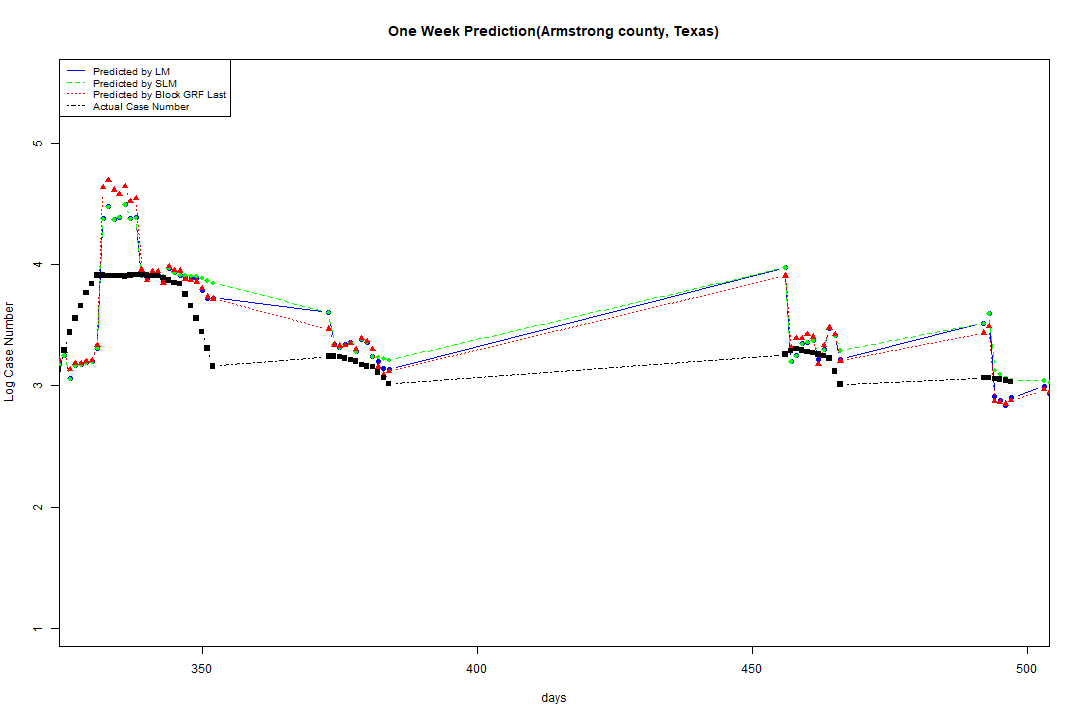 One Week Prediction(Armstrong county, Texas)
Predicted by LM
Predicted by SLM
Predicted by Block GRF Last
Actual Case Number
5
4
3
2
1
Log Case Number
350
400
450
500
days